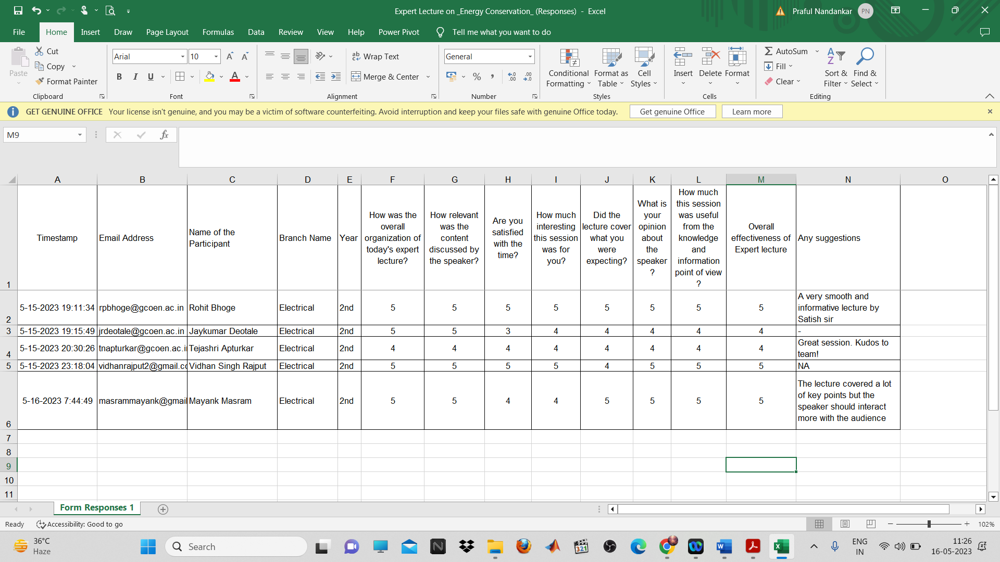 Expert Lecture on _Energy Conservation_ (Responses) - Excel
Praful Nandankar PN
File Home Insert Draw Page Layout Formulas Data Review View Help Power Pivot Tell me what you want to do
Paste
Cut
Copy
Format Painter
Clipboard
Arial 10
B I U
Font
Wrap Text
Merge & Center
Alignment
General
Number
Conditional Formatting
Format as Table
Cell Styles
Styles
Insert Delete Format
Cells
AutoSum
Fill
Clear
Sort & Filter
Find & Select
Editing
GET GENUINE OFFICE Your license isn't genuine, and you may be a victim of software counterfeiting. Avoid interruption and keep your files safe with genuine Office today. Get genuine Office Learn more
M9 fx
A B C D E F G H I J K L M N O
1 Timestamp
Email Address
Name of the Participant
Branch Name
Year
How was the overall organization of today's expert lecture?
How relevant was the content discussed by the speaker?
Are you satisfied with the time?
How much interesting this session was for you?
Did the lecture cover what you were expecting?
What is your opinion about the speaker ?
How much this session was useful from the knowledge and information point of view ?
Overall effectiveness of Expert lecture
Any suggestions
2 5-15-2023 19:11:34 rpbhoge@gcoen.ac.in Rohit Bhoge Electrical 2nd 5 5 5 5 5 5 5 5 A very smooth and informative lecture by Satish sir
3 5-15-2023 19:15:49 jrdeotale@gcoen.ac.in Jaykumar Deotale Electrical 2nd 5 5 3 4 4 4 4 4 -
4 5-15-2023 20:30:26 tnapturkar@gcoen.ac.i Tejashri Apturkar Electrical 2nd 4 4 4 4 4 4 4 4 Great session. Kudos to team!
5 5-15-2023 23:18:04 vidhanrajput2@gmail.co Vidhan Singh Rajput Electrical 2nd 5 5 5 5 4 5 5 5 NA
6 5-16-2023 7:44:49 masrammayank@gmail Mayank Masram Electrical 2nd 5 5 4 4 5 5 5 5 The lecture covered a lot of key points but the speaker should interact more with the audience
7
8
9
10
11
Form Responses 1
Ready Accessibility: Good to go 102%
36°C
Haze
Search
ENG
IN
11:26
16-05-2023